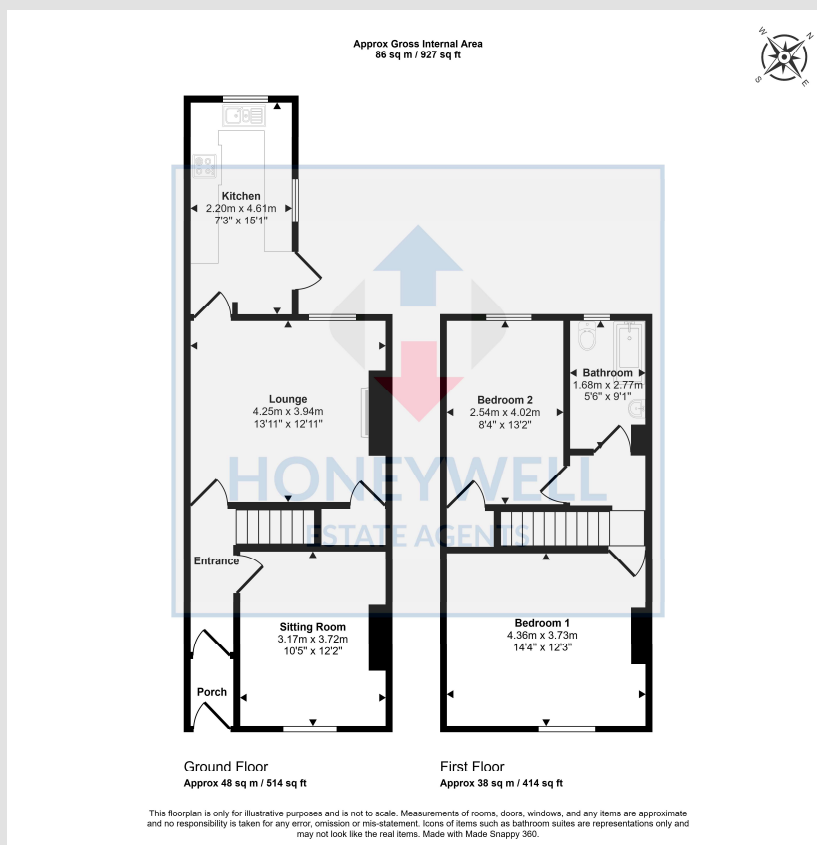 Approx Gross Internal Area
86 sq m / 927 sq ft
W
N
S
E
Kitchen
2.20m x 4.61m
7'3" x 15'1"
Lounge
4.25m x 3.94m
13'11" x 12'11"
Bedroom 2
2.54m x 4.02m
8'4" x 13'2"
Bathroom
1.68m x 2.77m
5'6" x 9'1"
HONEYWELL
ESTATE AGENTS
Entrance
Sitting Room
3.17m x 3.72m
10'5" x 12'2"
Bedroom 1
4.36m x 3.73m
14'4" x 12'3"
Porch
Ground Floor
Approx 48 sq m / 514 sq ft
First Floor
Approx 38 sq m / 414 sq ft
This floorplan is only for illustrative purposes and is not to scale. Measurements of rooms, doors, windows, and any items are approximate
and no responsibility is taken for any error, omission or mis-statement. Icons of items such as bathroom suites are representations only and
may not look like the real items. Made with Made Snappy 360.